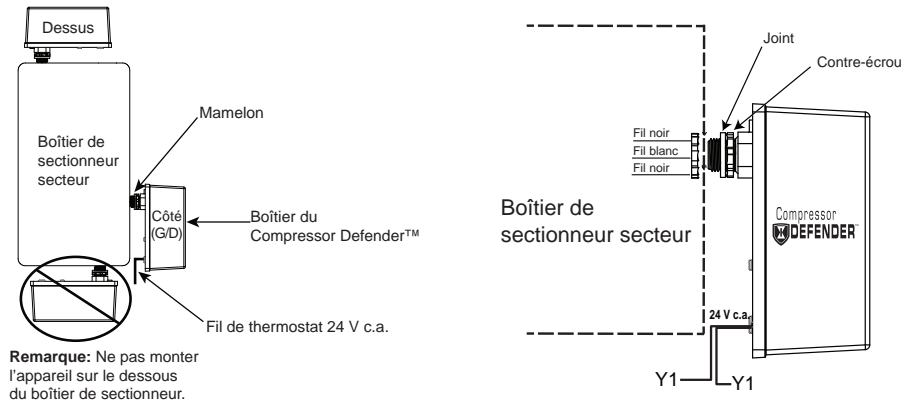 Dessus
Mamelon
Boîtier de
sectionneur
secteur
Côté
(G/D)
Boîtier du
Compressor Defender™
Fil de thermostat 24 V c.a.
Remarque: Ne pas monter
l'appareil sur le dessous
du boîtier de sectionneur.
Joint
Contre-écrou
Fil noir
Fil blanc
Fil noir
Boîtier de
sectionneur secteur
Compressor
DEFENDER™
24 V c.a.
Y1
Y1